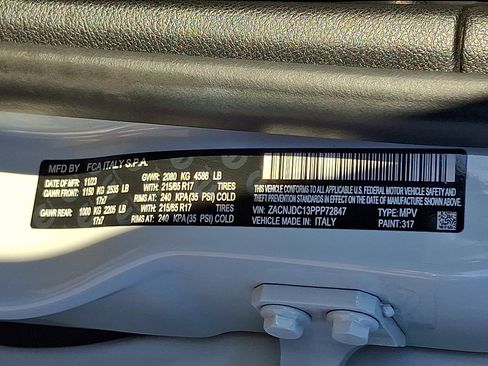 MFD BY FCA ITALY S.P.A.
DATE OF MFT: 11/23 GVWR: 2080 KG 4586 LB
GAWR FRONT: 1150 KG 2535 LB WITH: 215/65 R17 TIRES
17x7 RIMS AT: 240 KPA(35 PSI) COLD
GAWR REAR: 1000 KG 2205 LB WITH: 215/65 R17 TIRES
17x7 RIMS AT: 240 KPA(35 PSI) COLD
THIS VEHICLE CONFORMS TO ALL APPLICABLE U.S.A. FEDERAL MOTOR VEHICLE SAFETY
AND THEFT PREVENTION STANDARDS IN EFFECT ON THE DATE OF MANUFACTURE SHOWN ABOVE
VIN: ZACNJDC13PPP72847 TYPE: MPV
VEHICLE MADE IN: ITALY PAINT: 317